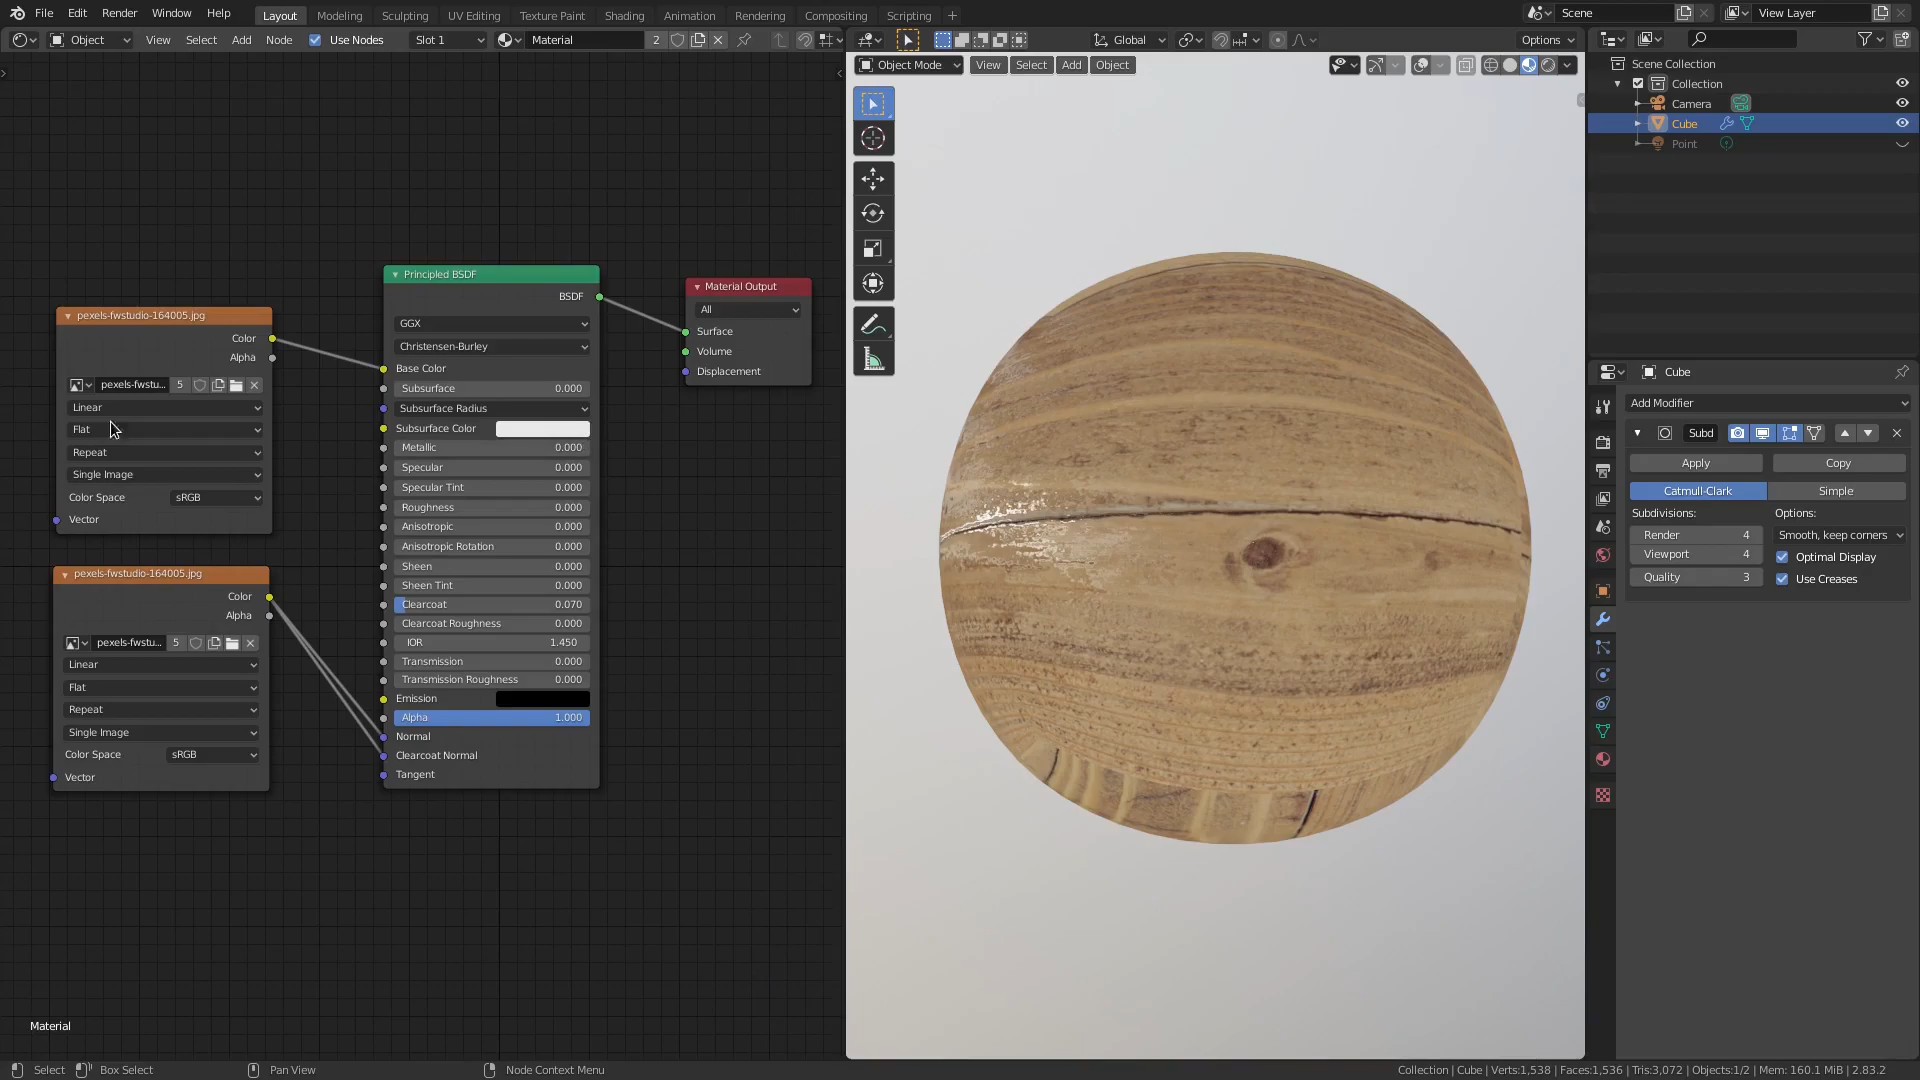 File Edit Render Window Help Layout Modeling Sculpting UV Editing Texture Paint Shading Animation Rendering Compositing Scripting + Scene View Layer
Object View Select Add Node Use Nodes Slot 1 Material 2 Global Options
Object Mode View Select Add Object
Scene Collection
Collection
Camera
Cube
Point
pexels-fwstudio-164005.jpg
Color
Alpha
pexels-fwstu... 5
Linear
Flat
Repeat
Single Image
Color Space sRGB
Vector
pexels-fwstudio-164005.jpg
Color
Alpha
pexels-fwstu... 5
Linear
Flat
Repeat
Single Image
Color Space sRGB
Vector
Principled BSDF
BSDF
GGX
Christensen-Burley
Base Color
Subsurface 0.000
Subsurface Radius
Subsurface Color
Metallic 0.000
Specular 0.000
Specular Tint 0.000
Roughness 0.000
Anisotropic 0.000
Anisotropic Rotation 0.000
Sheen 0.000
Sheen Tint 0.000
Clearcoat 0.070
Clearcoat Roughness 0.000
IOR 1.450
Transmission 0.000
Transmission Roughness 0.000
Emission
Alpha 1.000
Normal
Clearcoat Normal
Tangent
Material Output
All
Surface
Volume
Displacement
Cube
Add Modifier
Subd
Apply Copy
Catmull-Clark Simple
Subdivisions: Options:
Render 4 Smooth, keep corners
Viewport 4 Optimal Display
Quality 3 Use Creases
Material
Select Box Select Pan View Node Context Menu Collection | Cube | Verts:1,538 | Faces:1,536 | Tris:3,072 | Objects:1/2 | Mem: 160.1 MiB | 2.83.2